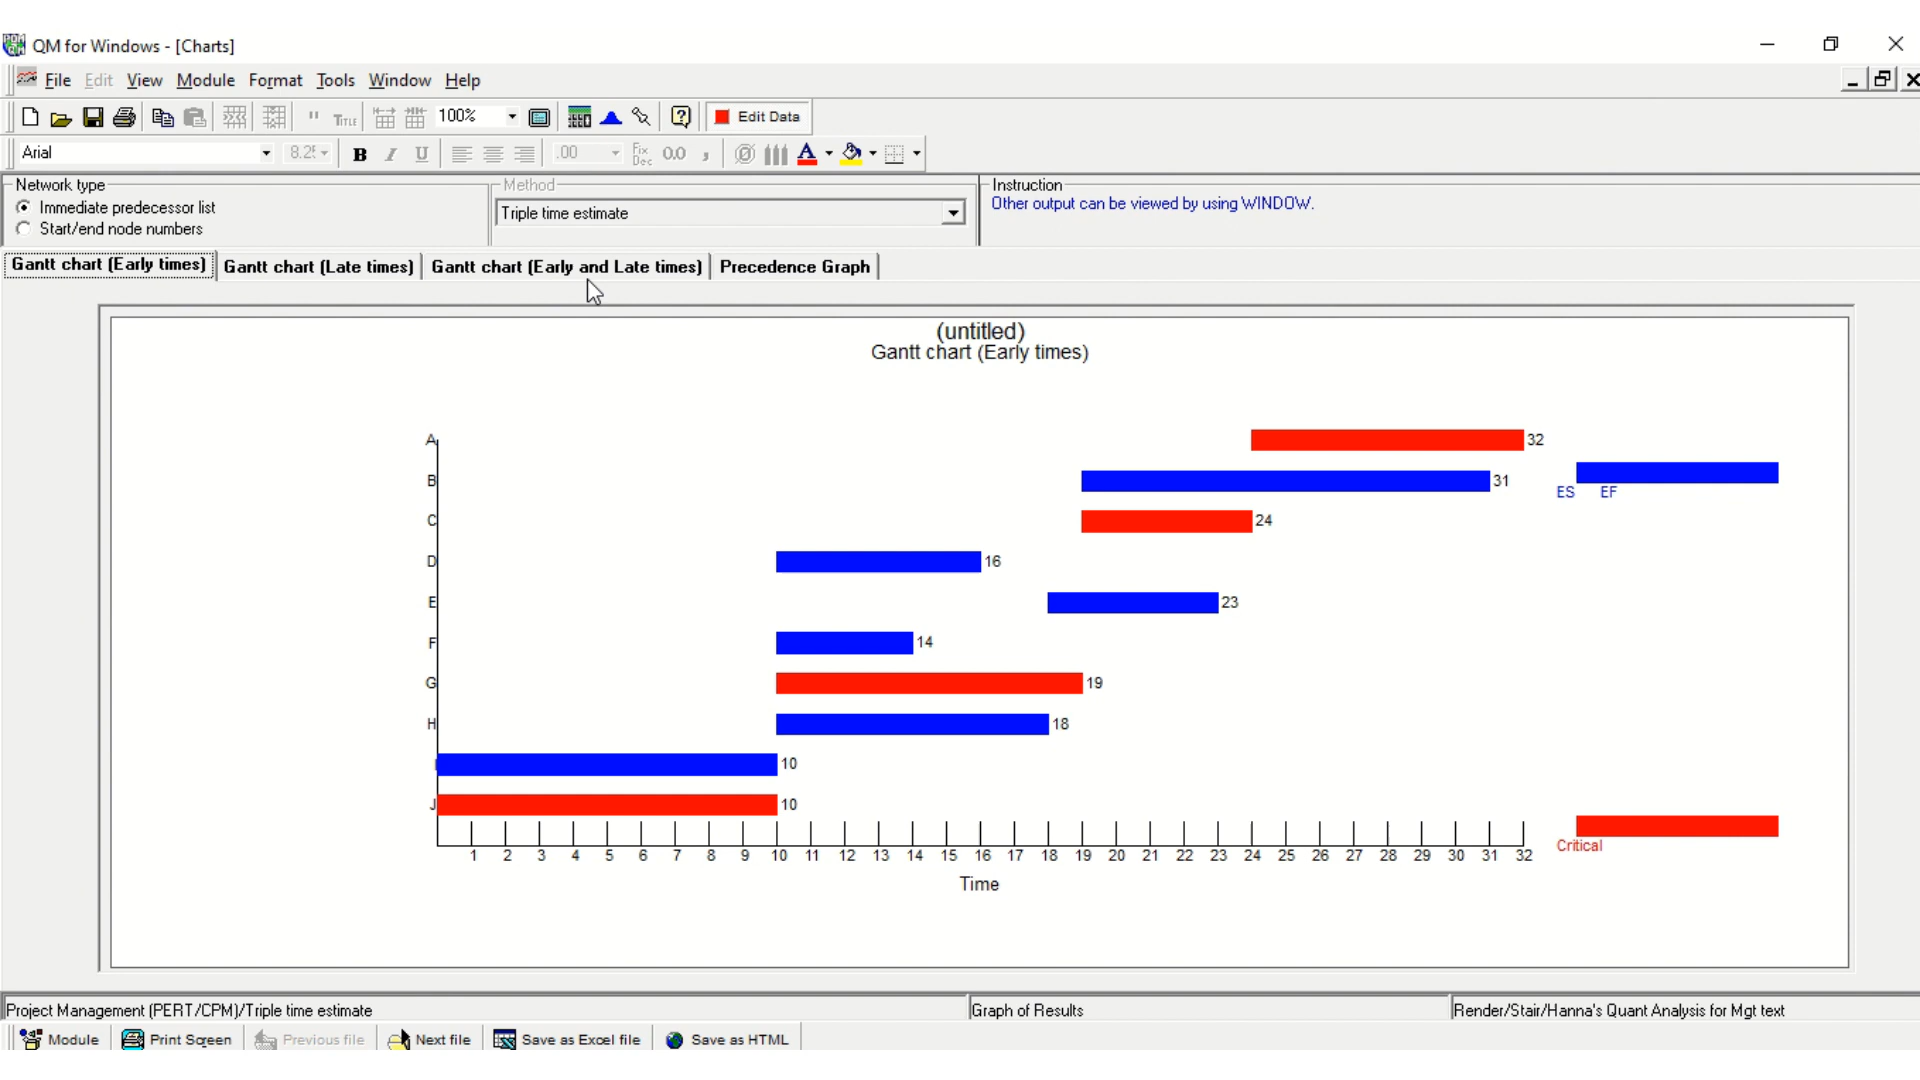 QM for Windows - [Charts]
File Edit View Module Format Tools Window Help
" TITLE 100% Edit Data
Arial 8.25 B I U .00 Fix Dec 0.0 , A
Network type
Immediate predecessor list
Start/end node numbers
Method
Triple time estimate
Instruction
Other output can be viewed by using WINDOW.
Gantt chart (Early times) Gantt chart (Late times) Gantt chart (Early and Late times) Precedence Graph
(untitled)
Gantt chart (Early times)
A 32
B 31
ES EF
C 24
D 16
E 23
F 14
G 19
H 18
10
J 10
1 2 3 4 5 6 7 8 9 10 11 12 13 14 15 16 17 18 19 20 21 22 23 24 25 26 27 28 29 30 31 32
Critical
Time
Project Management (PERT/CPM)/Triple time estimate Graph of Results Render/Stair/Hanna's Quant Analysis for Mgt text
Module Print Screen Previous file Next file Save as Excel file Save as HTML